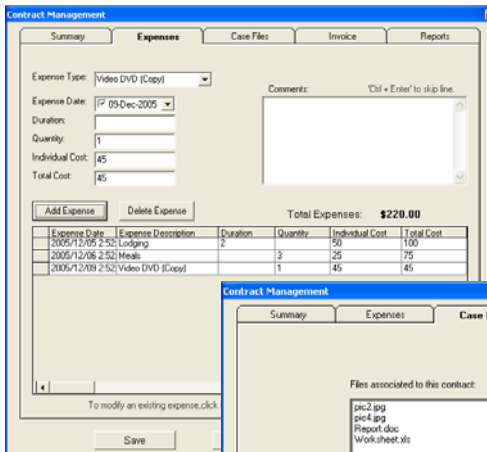 Contract Management
Summary Expenses Case Files Invoice Reports
Expense Type: Video DVD (Copy)
Comments: 'Ctrl + Enter' to skip line.
Expense Date: 09-Dec-2005
Duration:
Quantity: 1
Individual Cost: 45
Total Cost: 45
Add Expense Delete Expense Total Expenses: $220.00
Expense Date Expense Description Duration Quantity Individual Cost Total Cost
2005/12/05 2:52 Lodging 2 50 100
2005/12/06 2:52 Meals 3 25 75
2005/12/09 2:52 Video DVD (Copy) 1 45 45
Contract Management
Summary Expenses Case
Files associated to this contract:
pic2.jpg
pic4.jpg
Report.doc
Worksheet.xls
To modify an existing expense, click
Save